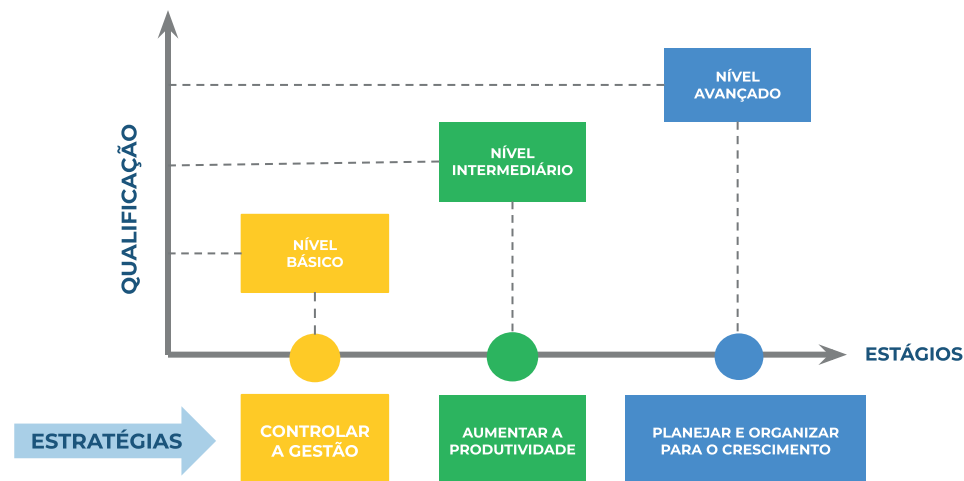 NÍVEL
AVANÇADO
NÍVEL
INTERMEDIÁRIO
QUALIFICAÇÃO
NÍVEL
BÁSICO
ESTÁGIOS
ESTRATÉGIAS
CONTROLAR
A GESTÃO
AUMENTAR A
PRODUTIVIDADE
PLANEJAR E ORGANIZAR
PARA O CRESCIMENTO